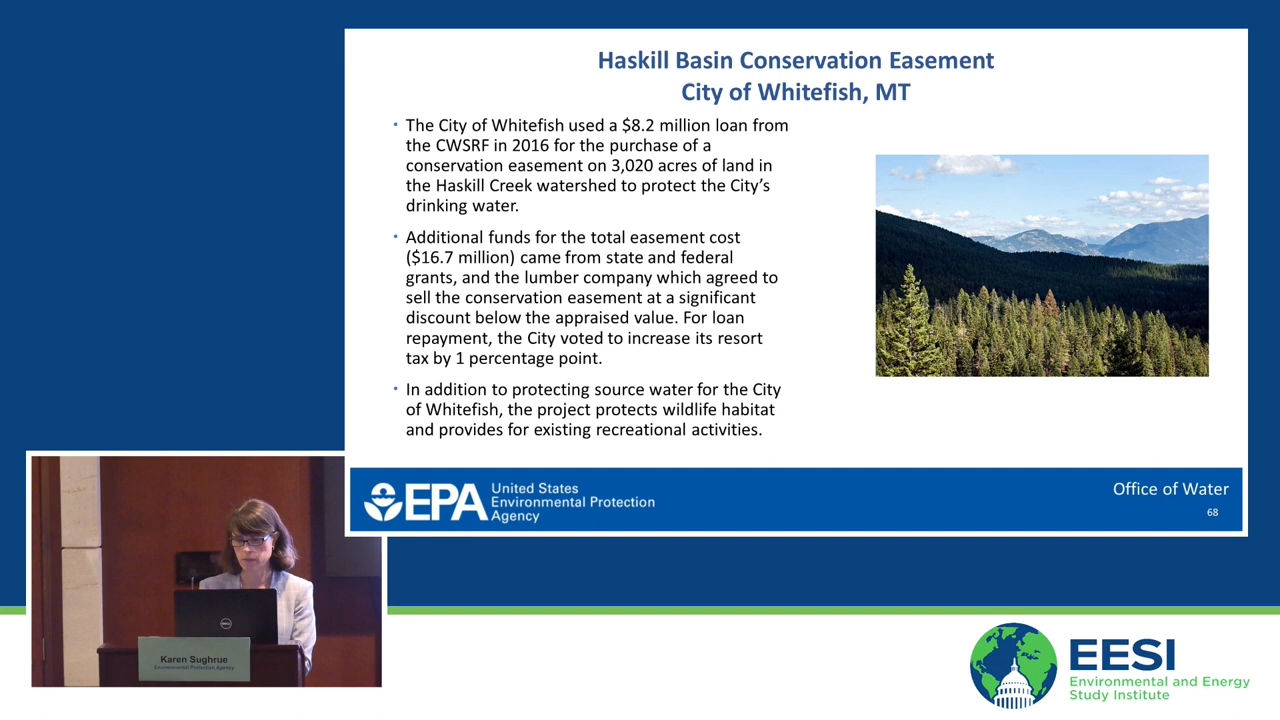 Haskill Basin Conservation Easement
City of Whitefish, MT
• The City of Whitefish used a $8.2 million loan from
the CWSRF in 2016 for the purchase of a
conservation easement on 3,020 acres of land in
the Haskill Creek watershed to protect the City's
drinking water.
• Additional funds for the total easement cost
($16.7 million) came from state and federal
grants, and the lumber company which agreed to
sell the conservation easement at a significant
discount below the appraised value. For loan
repayment, the City voted to increase its resort
tax by 1 percentage point.
• In addition to protecting source water for the City
of Whitefish, the project protects wildlife habitat
and provides for existing recreational activities.
EPA
United States
Environmental Protection
Agency
Office of Water
68
DELL
Karen Sughrue
Environmental Protection Agency
EESI
Environmental and Energy
Study Institute